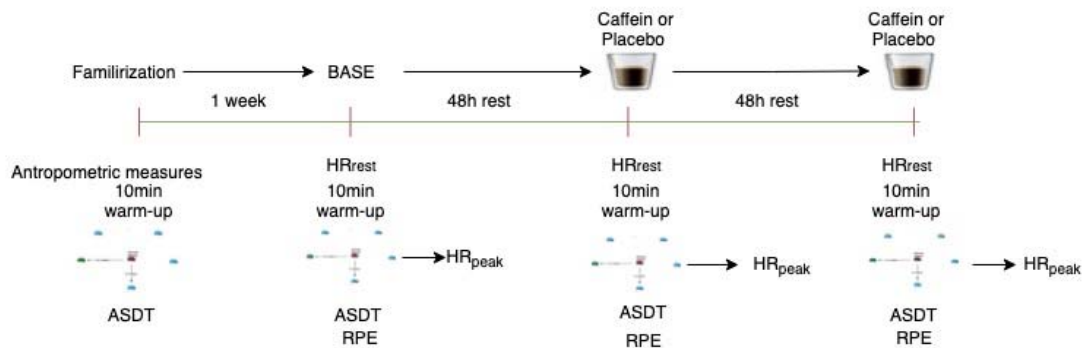 Caffein or
Placebo
Caffein or
Placebo
Familirization
BASE
1 week
48h rest
48h rest
Antropometric measures
10min
warm-up
HRrest
10min
warm-up
HRrest
10min
warm-up
HRrest
10min
warm-up
HRpeak
HRpeak
HRpeak
ASDT
ASDT
RPE
ASDT
RPE
ASDT
RPE